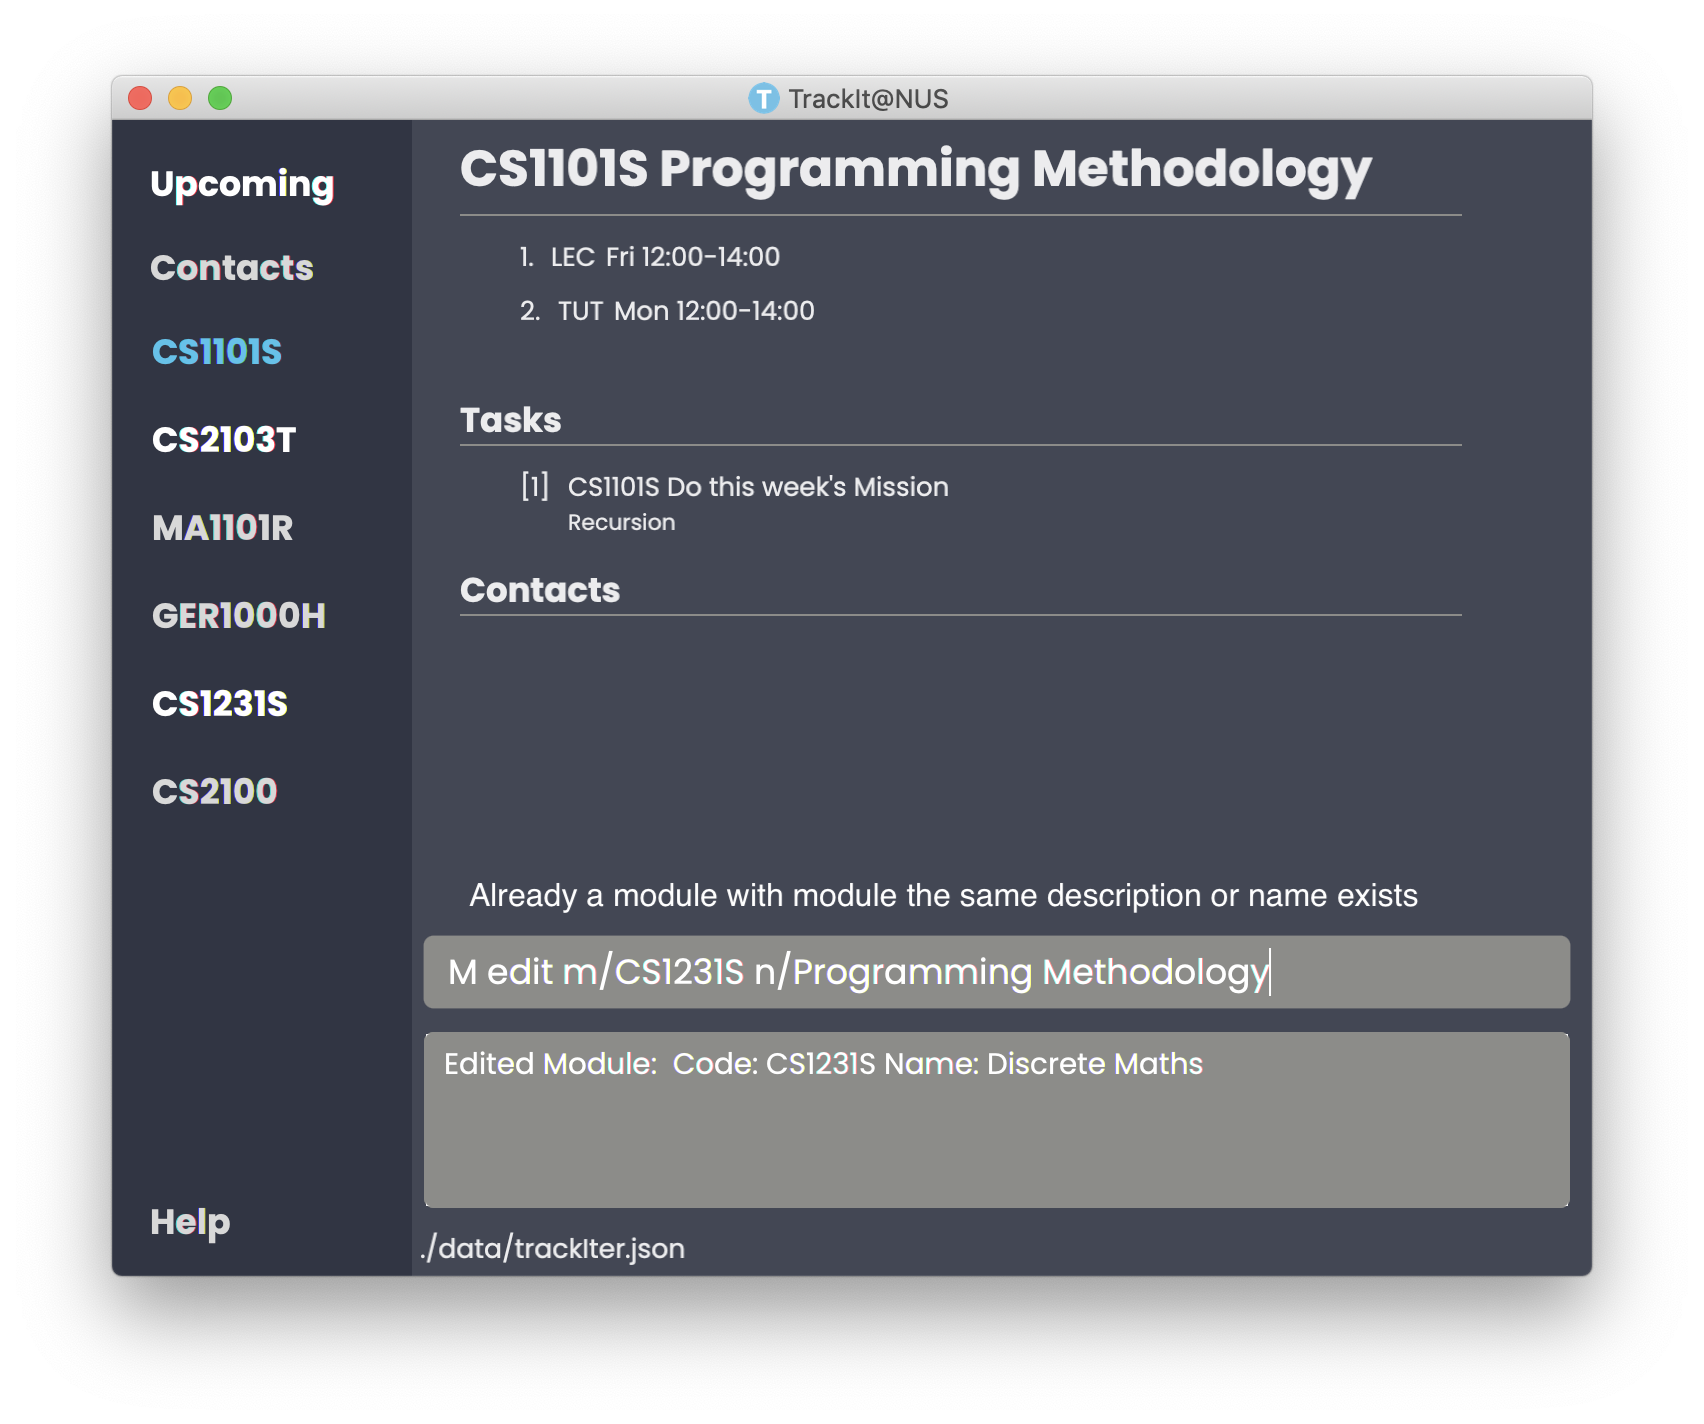 T TrackIt@NUS
Upcoming
Contacts
CS1101S
CS2103T
MA1101R
GER1000H
CS1231S
CS2100
Help
CS1101S Programming Methodology
1. LEC Fri 12:00-14:00
2. TUT Mon 12:00-14:00
Tasks
[1] CS1101S Do this week's Mission
Recursion
Contacts
Already a module with module the same description or name exists
M edit m/CS1231S n/Programming Methodology
Edited Module: Code: CS1231S Name: Discrete Maths
./data/trackIter.json